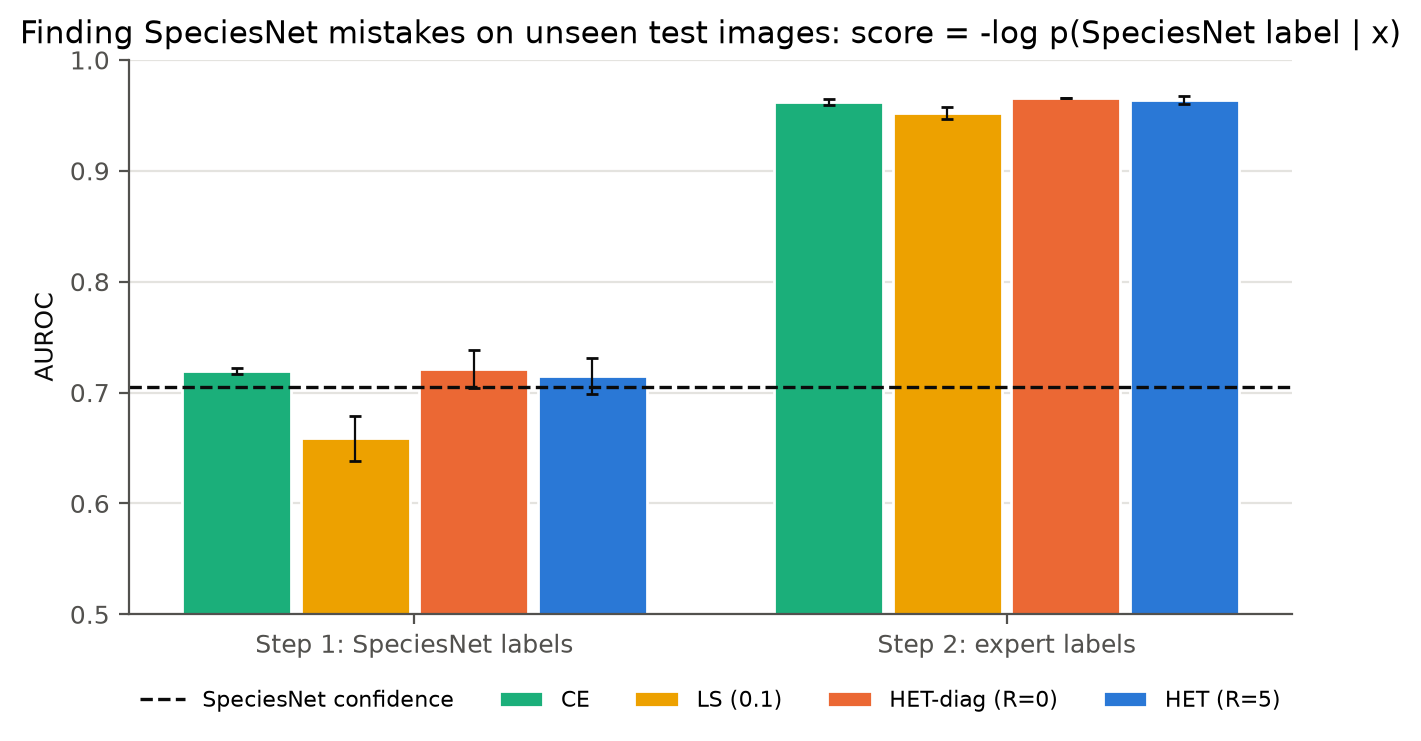 Finding SpeciesNet mistakes on unseen test images: score = -log p(SpeciesNet label | x)
1.0
0.9
0.8
0.7
0.6
0.5
AUROC
Step 1: SpeciesNet labels
Step 2: expert labels
SpeciesNet confidence
CE
LS (0.1)
HET-diag (R=0)
HET (R=5)